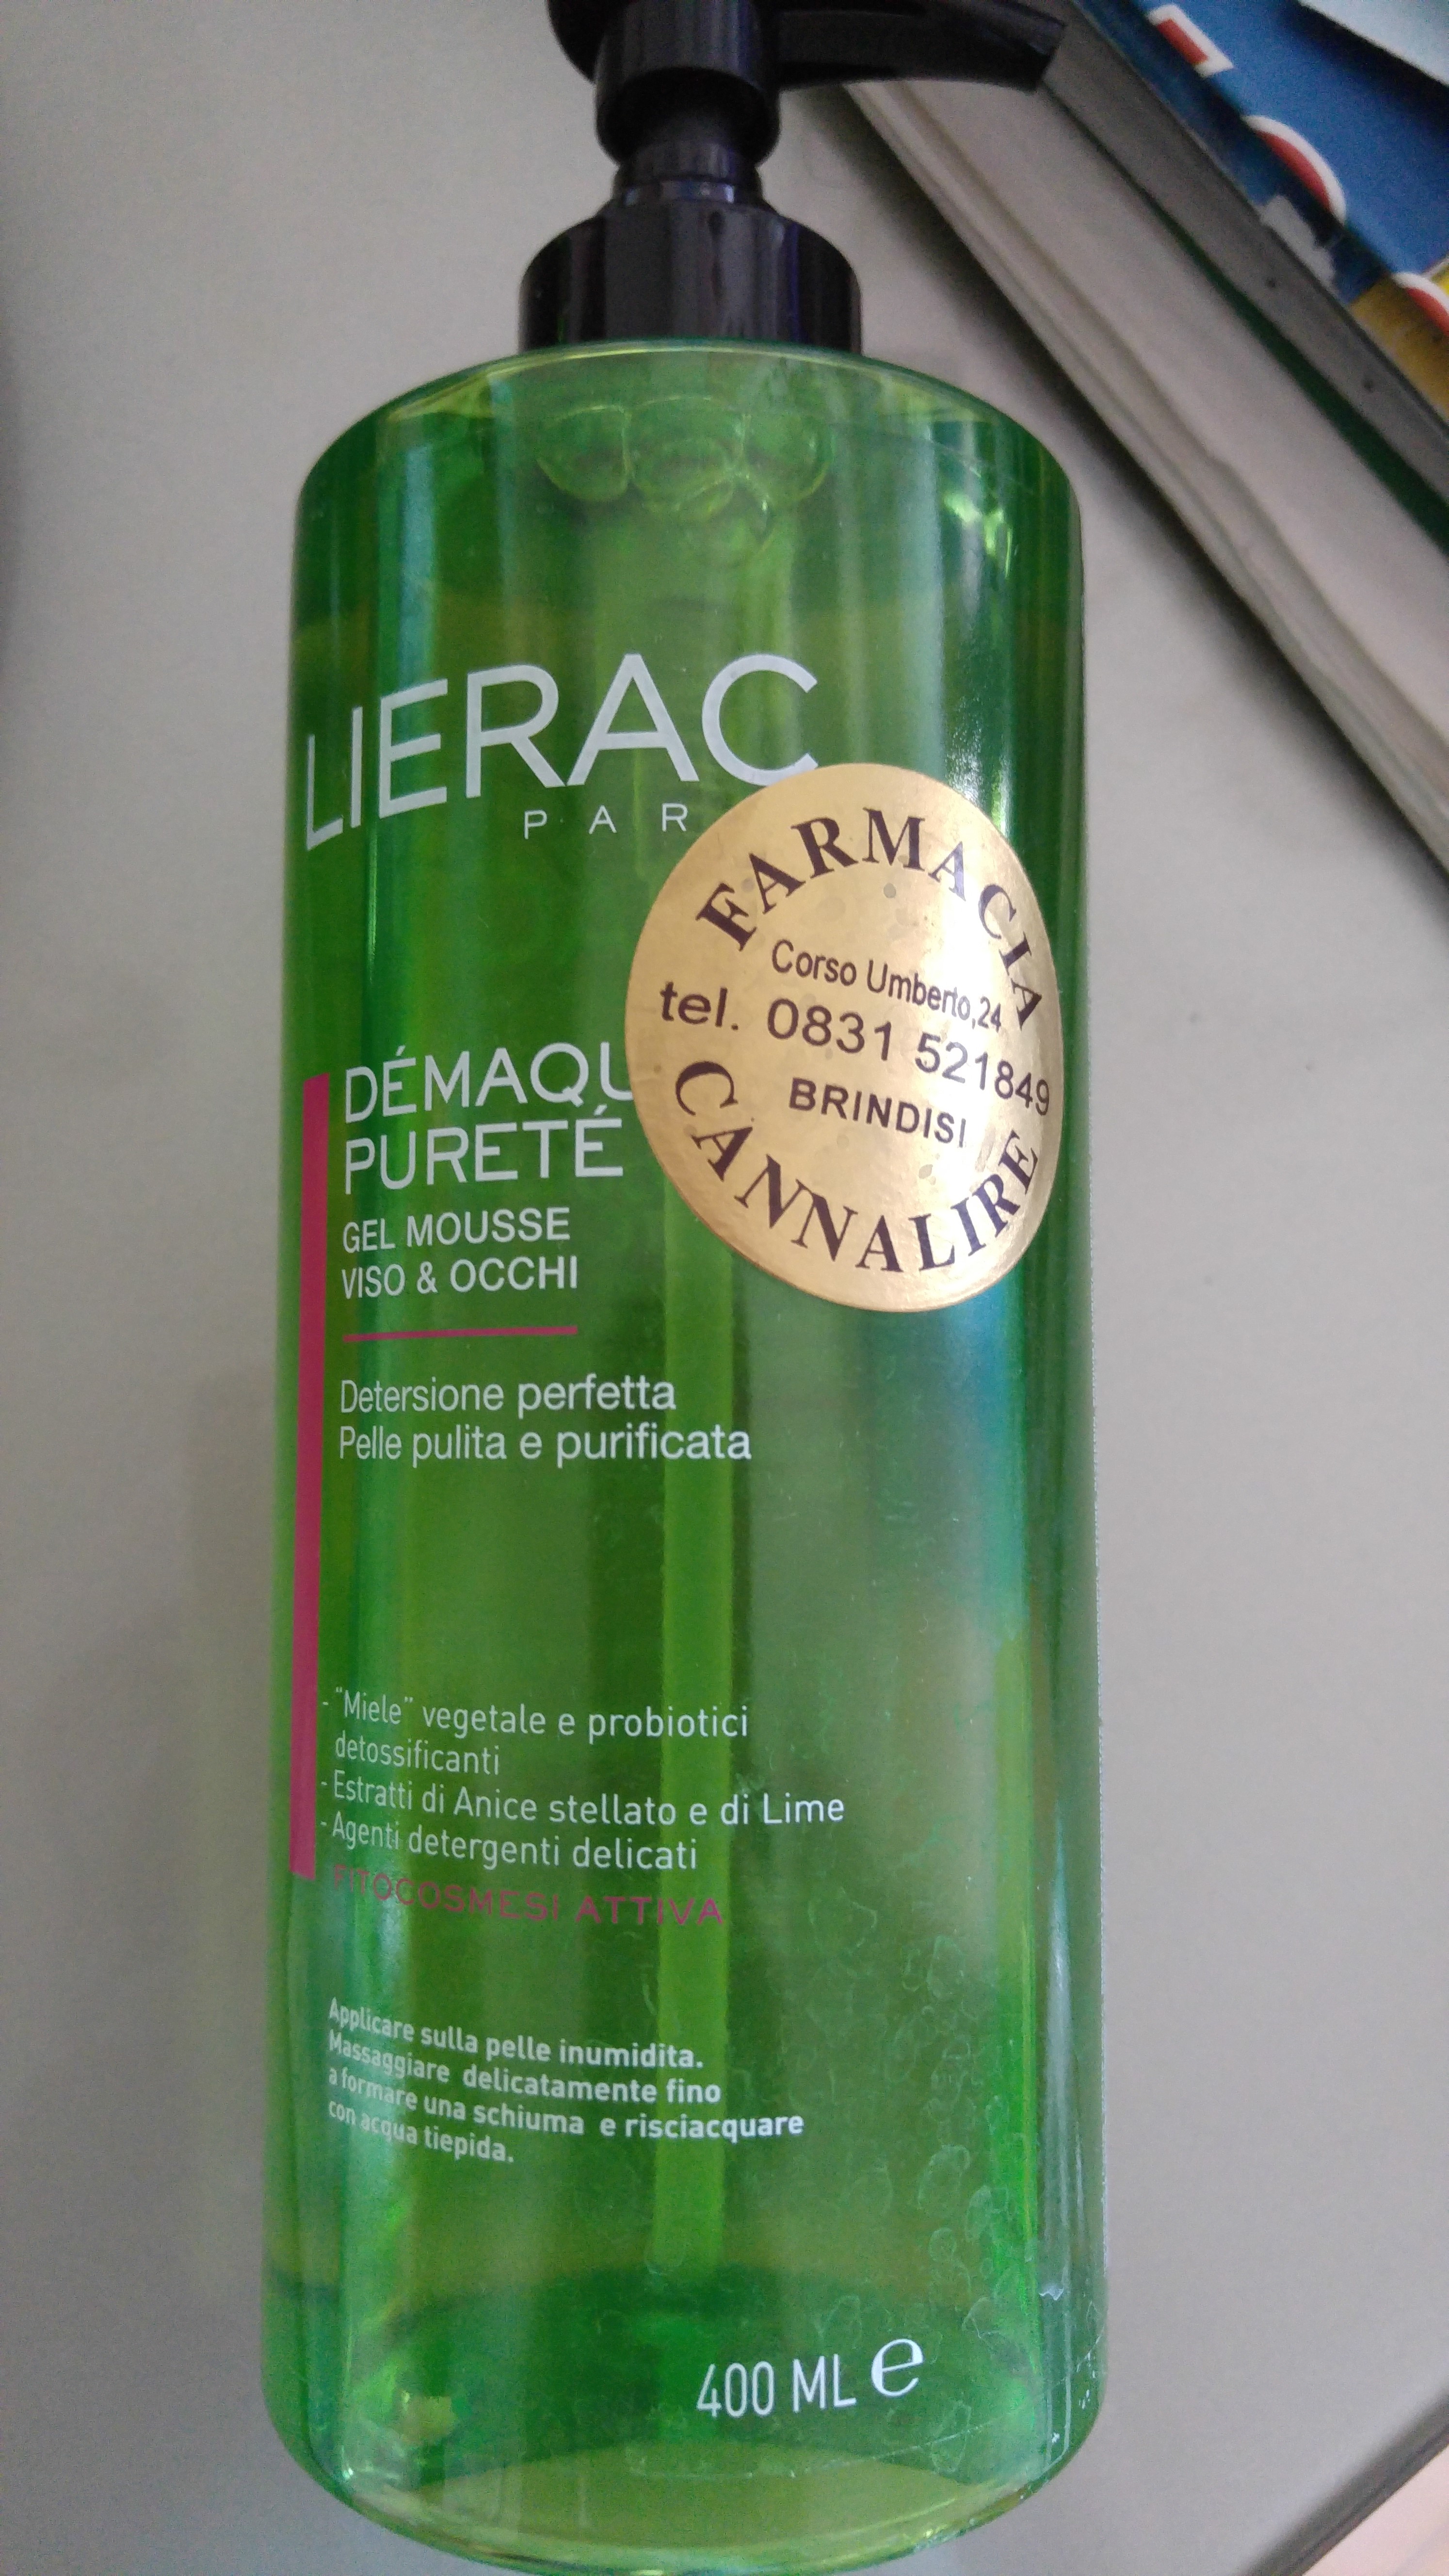 LIERAC
PAR
FARMACIA
Corso Umberto,24
tel. 0831 521849
BRINDISI
CANNALIRE
DÉMAQU
PURETÉ
GEL MOUSSE
VISO & OCCHI
Detersione perfetta
Pelle pulita e purificata
- "Miele" vegetale e probiotici
detossificanti
- Estratti di Anice stellato e di Lime
- Agenti detergenti delicati
FITOCOSMESI ATTIVA
Applicare sulla pelle inumidita.
Massaggiare delicatamente fino
a formare una schiuma e risciacquare
con acqua tiepida.
400 ML e